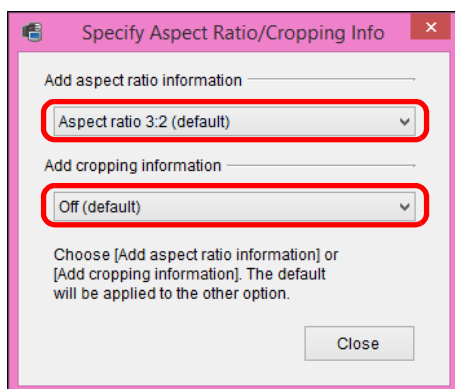 Specify Aspect Ratio/Cropping Info
Add aspect ratio information
Aspect ratio 3:2 (default)
Add cropping information
Off (default)
Choose [Add aspect ratio information] or
[Add cropping information]. The default
will be applied to the other option.
Close